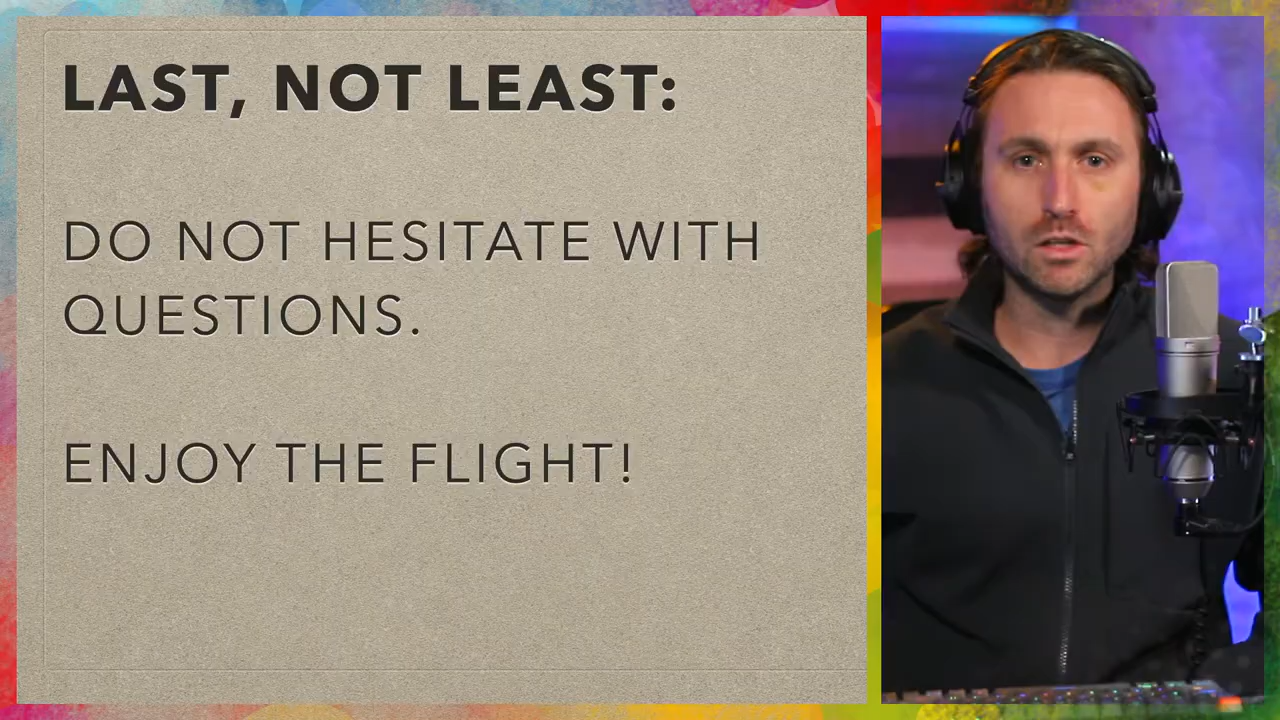 LAST, NOT LEAST:
DO NOT HESITATE WITH
QUESTIONS.
ENJOY THE FLIGHT!